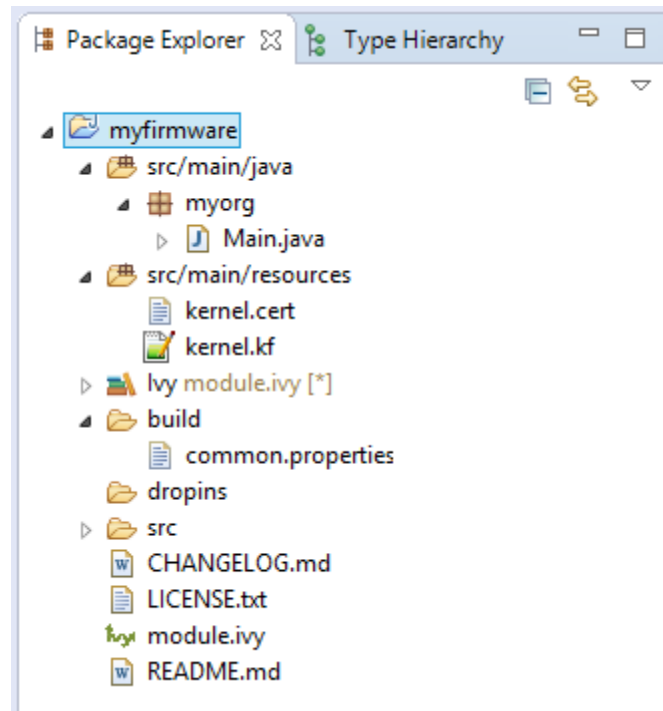 Package Explorer Type Hierarchy
myfirmware
src/main/java
myorg
Main.java
src/main/resources
kernel.cert
kernel.kf
Ivy module.ivy [*]
build
common.properties
dropins
src
CHANGELOG.md
LICENSE.txt
module.ivy
README.md